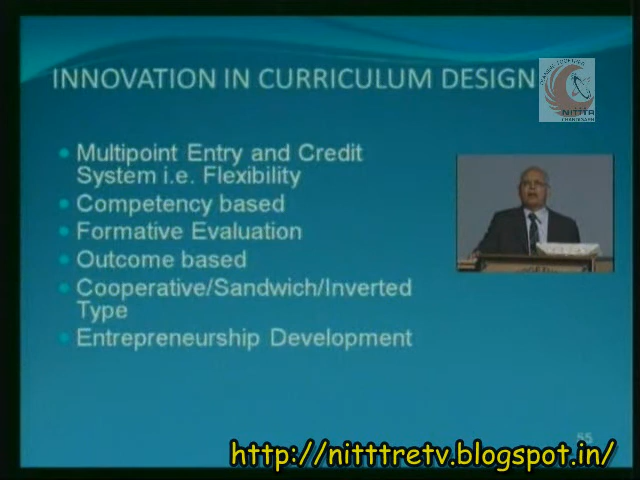 INNOVATION IN CURRICULUM DESIGN
NITTTR
CHANDIGARH
• Multipoint Entry and Credit
System i.e. Flexibility
• Competency based
• Formative Evaluation
• Outcome based
• Cooperative/Sandwich/Inverted
Type
• Entrepreneurship Development
55
http://nitttretv.blogspot.in/